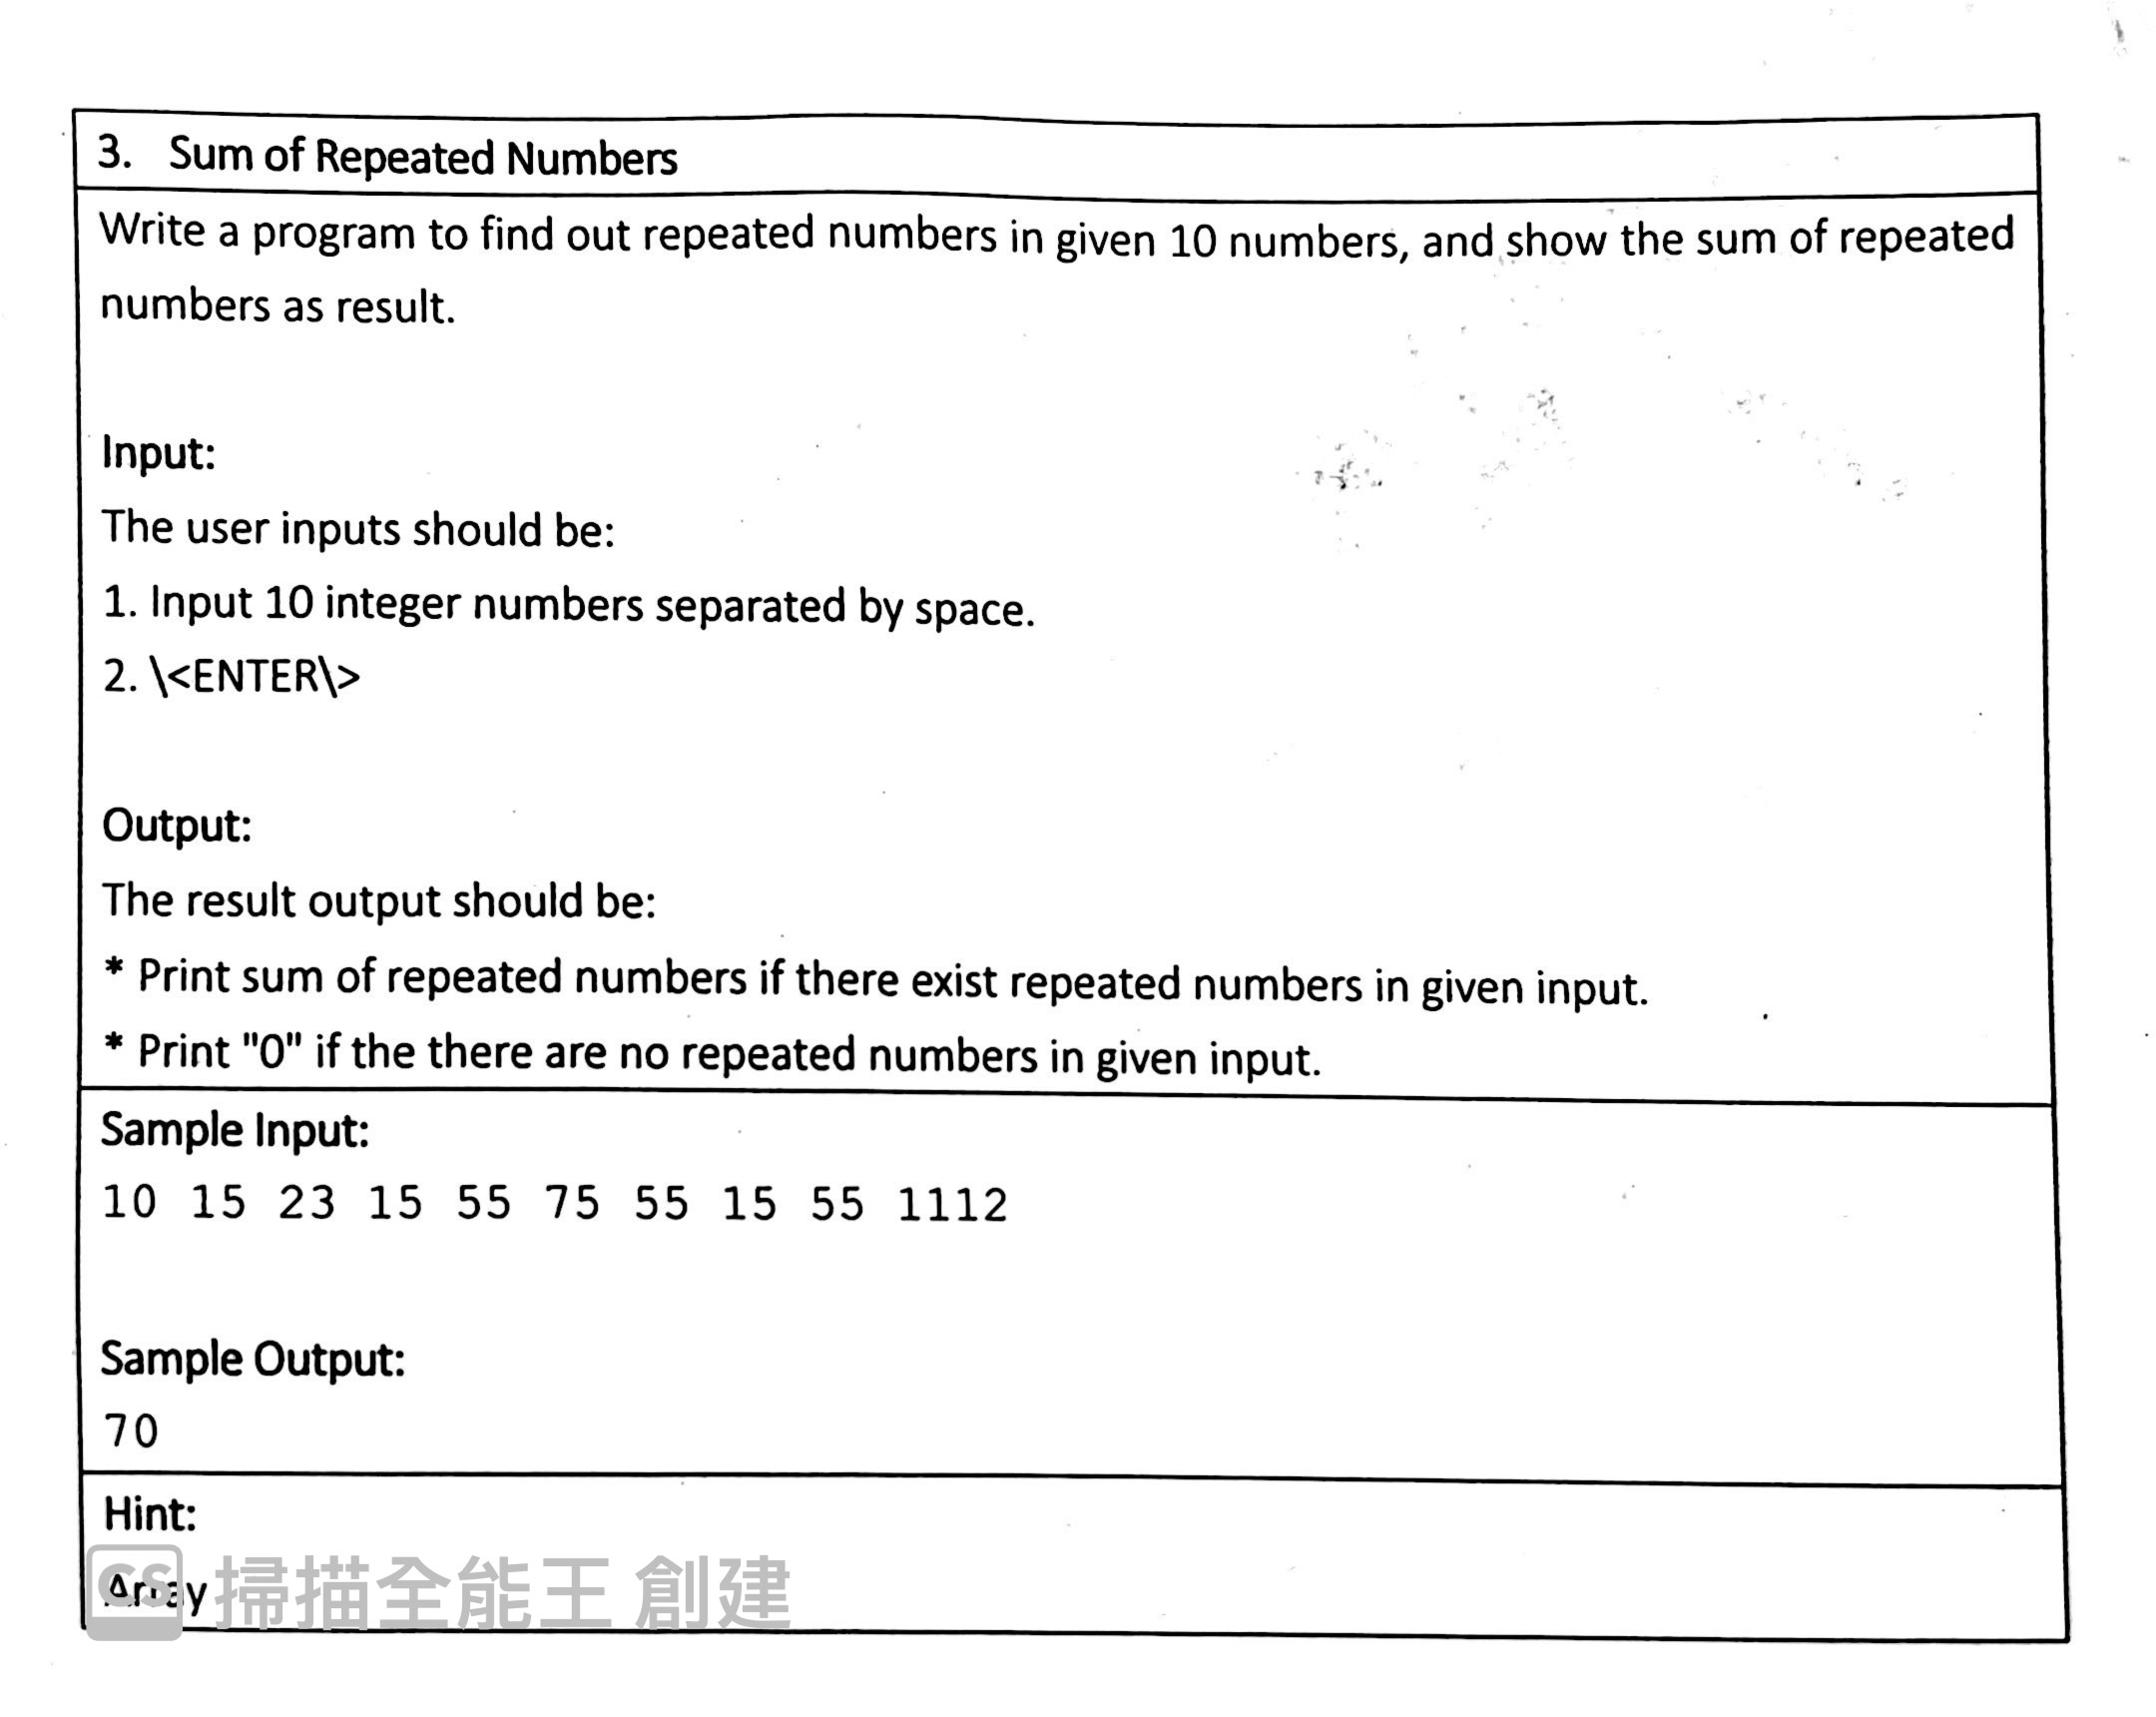 3. Sum of Repeated Numbers
Write a program to find out repeated numbers in given 10 numbers, and show the sum of repeated
numbers as result.
Input:
The user inputs should be:
1. Input 10 integer numbers separated by space.
2. \<ENTER\>
Output:
The result output should be:
* Print sum of repeated numbers if there exist repeated numbers in given input.
* Print "0" if the there are no repeated numbers in given input.
Sample Input:
10 15 23 15 55 75 55 15 55 1112
Sample Output:
70
Hint:
Array
CS 掃描全能王 創建